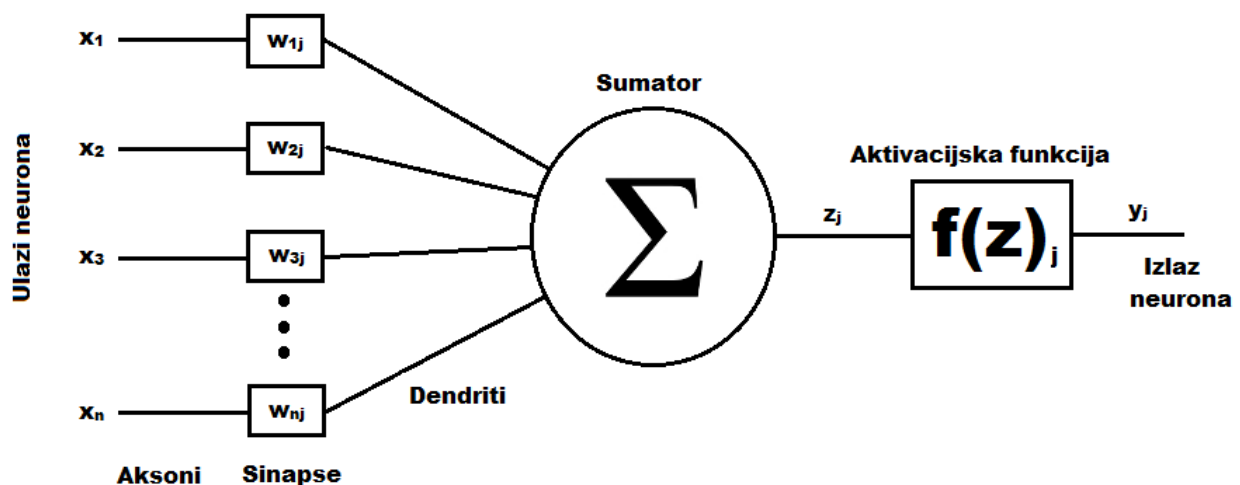 Ulazi neurona
x₁
w₁ⱼ
x₂
w₂ⱼ
x₃
w₃ⱼ
xₙ
wₙⱼ
Aksoni
Sinapse
Dendriti
Sumator
Σ
zⱼ
Aktivacijska funkcija
f(z)ⱼ
yⱼ
Izlaz
neurona